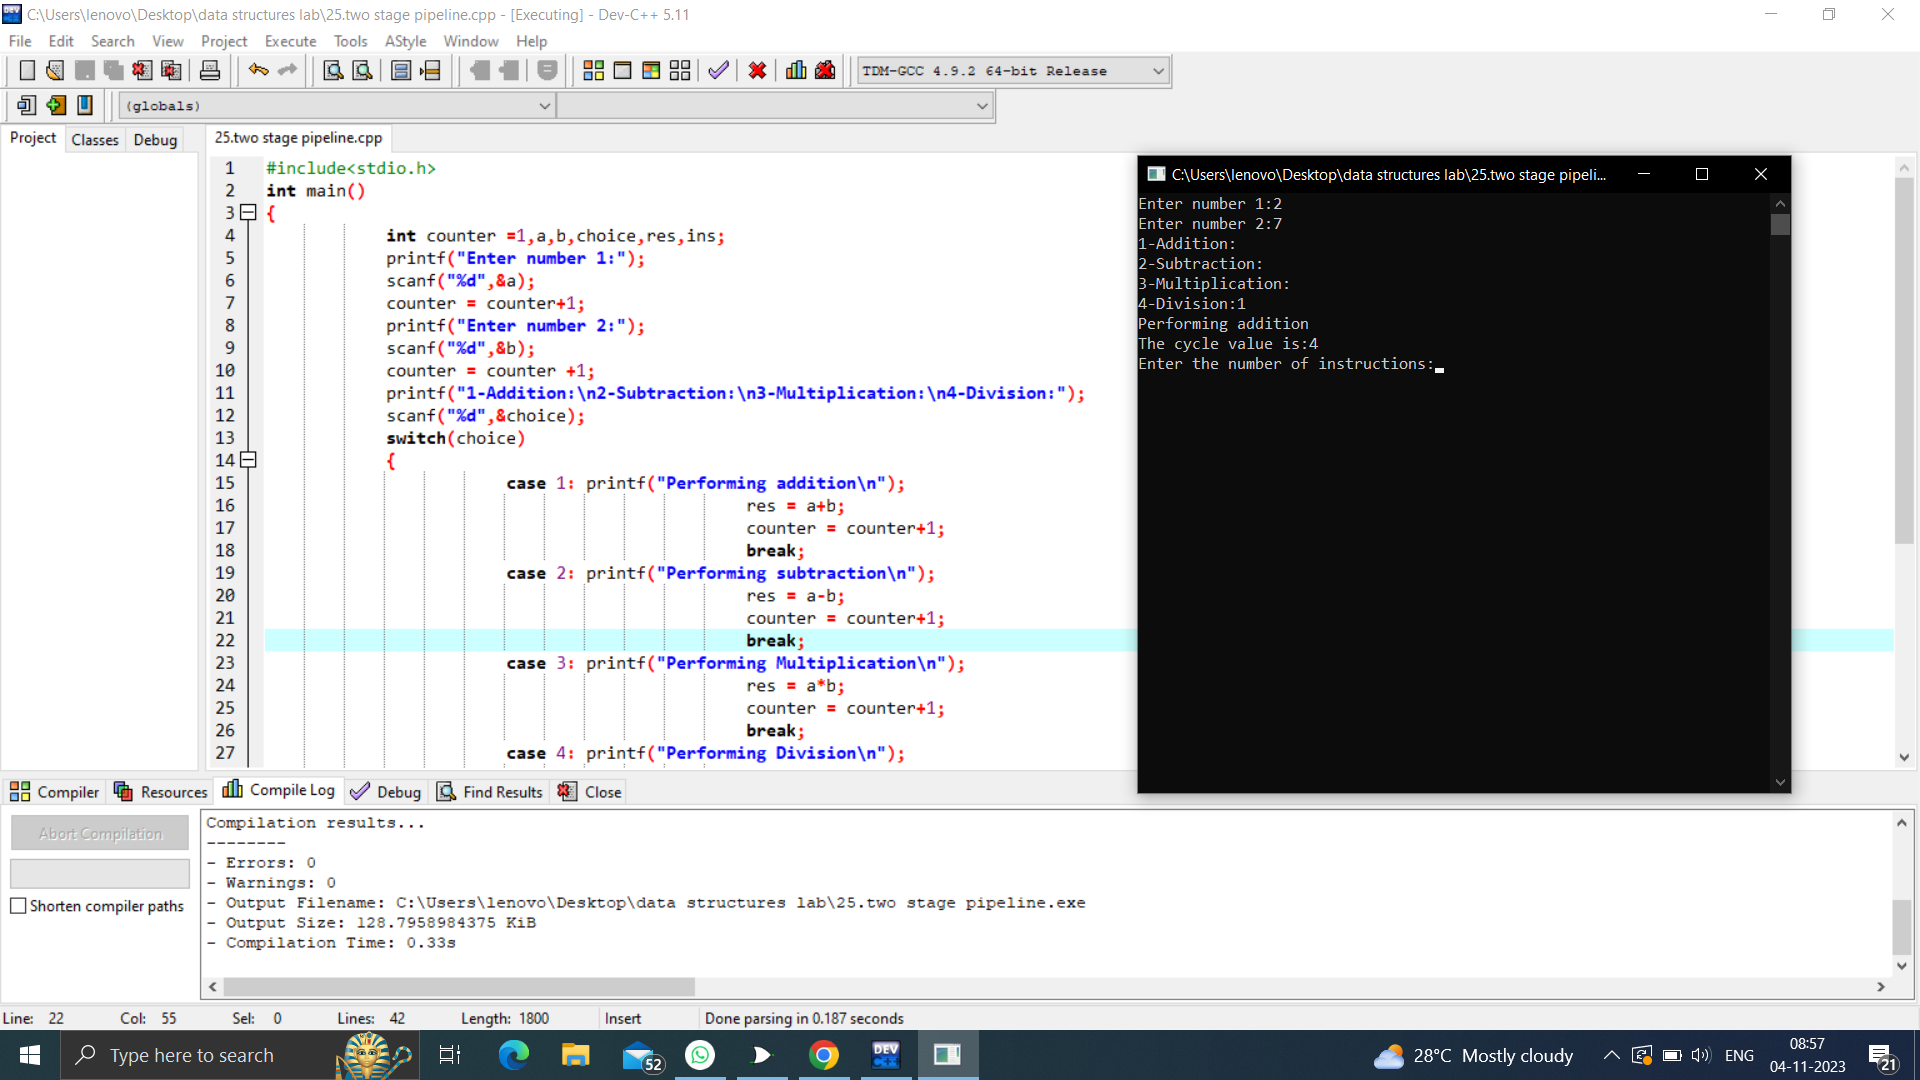 C:\Users\lenovo\Desktop\data structures lab\25.two stage pipeline.cpp - [Executing] - Dev-C++ 5.11
File Edit Search View Project Execute Tools AStyle Window Help
TDM-GCC 4.9.2 64-bit Release
(globals)
Project Classes Debug
25.two stage pipeline.cpp
1 #include<stdio.h>
2 int main()
3 {
4 int counter =1,a,b,choice,res,ins;
5 printf("Enter number 1:");
6 scanf("%d",&a);
7 counter = counter+1;
8 printf("Enter number 2:");
9 scanf("%d",&b);
10 counter = counter +1;
11 printf("1-Addition:\n2-Subtraction:\n3-Multiplication:\n4-Division:");
12 scanf("%d",&choice);
13 switch(choice)
14 {
15 case 1: printf("Performing addition\n");
16 res = a+b;
17 counter = counter+1;
18 break;
19 case 2: printf("Performing subtraction\n");
20 res = a-b;
21 counter = counter+1;
22 break;
23 case 3: printf("Performing Multiplication\n");
24 res = a*b;
25 counter = counter+1;
26 break;
27 case 4: printf("Performing Division\n");
C:\Users\lenovo\Desktop\data structures lab\25.two stage pipeli...
Enter number 1:2
Enter number 2:7
1-Addition:
2-Subtraction:
3-Multiplication:
4-Division:1
Performing addition
The cycle value is:4
Enter the number of instructions:
Compiler Resources Compile Log Debug Find Results Close
Abort Compilation
Shorten compiler paths
Compilation results...
--------
- Errors: 0
- Warnings: 0
- Output Filename: C:\Users\lenovo\Desktop\data structures lab\25.two stage pipeline.exe
- Output Size: 128.7958984375 KiB
- Compilation Time: 0.33s
Line: 22 Col: 55 Sel: 0 Lines: 42 Length: 1800 Insert Done parsing in 0.187 seconds
Type here to search
52
DEV
28°C Mostly cloudy
ENG
08:57
04-11-2023
21